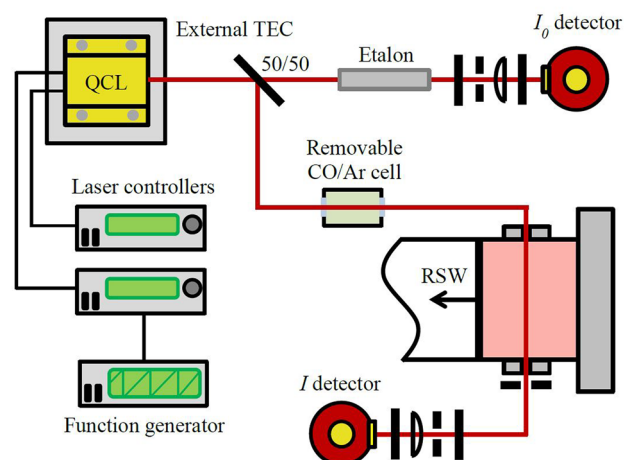 External TEC
I0 detector
50/50
Etalon
QCL
Removable
CO/Ar cell
Laser controllers
RSW
I detector
Function generator